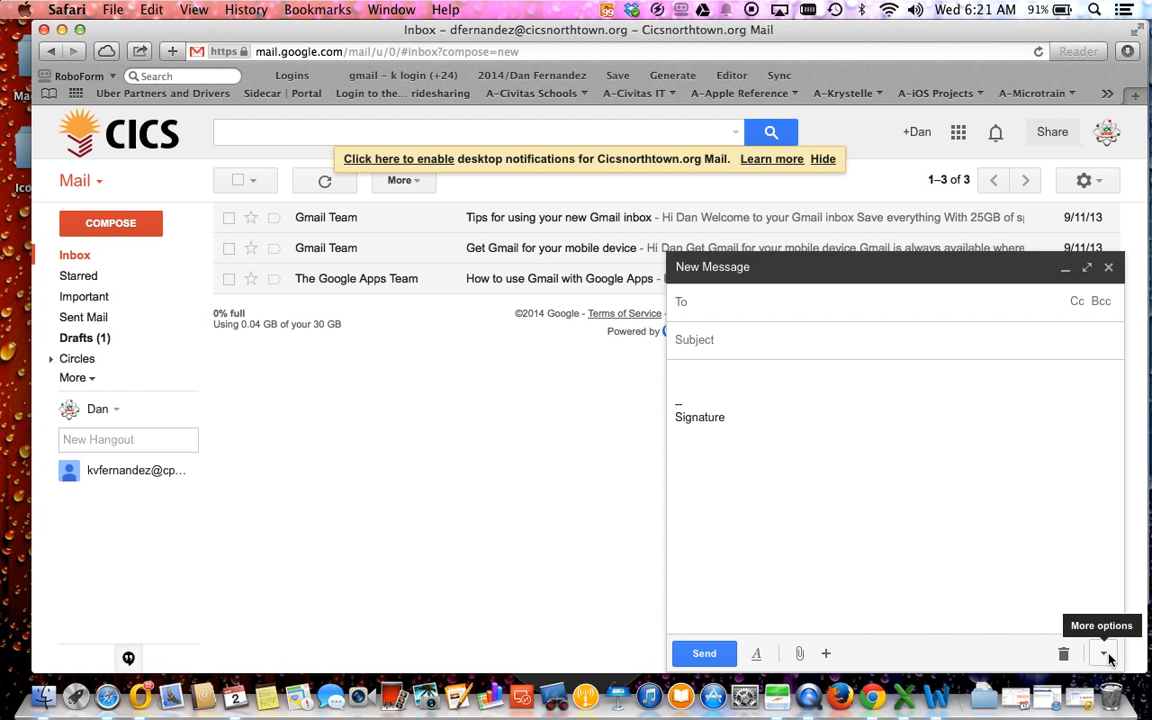 Safari File Edit View History Bookmarks Window Help Wed 6:21 AM 91%
Inbox – dfernandez@cicsnorthtown.org – Cicsnorthtown.org Mail
https mail.google.com/mail/u/0/#inbox?compose=new Reader
RoboForm Search Logins gmail - k login (+24) 2014/Dan Fernandez Save Generate Editor Sync
Uber Partners and Drivers Sidecar | Portal Login to the... ridesharing A-Civitas Schools A-Civitas IT A-Apple Reference A-Krystelle A-iOS Projects A-Microtrain
CICS +Dan Share
Click here to enable desktop notifications for Cicsnorthtown.org Mail. Learn more Hide
Mail More 1–3 of 3
COMPOSE
Gmail Team Tips for using your new Gmail inbox - Hi Dan Welcome to your Gmail inbox Save everything With 25GB of 9/11/13
Gmail Team Get Gmail for your mobile device - Hi Dan Get Gmail for your mobile device Gmail is always available where 9/11/13
The Google Apps Team How to use Gmail with Google Apps -
Inbox
Starred
Important
Sent Mail
Drafts (1)
Circles
More
0% full
Using 0.04 GB of your 30 GB
©2014 Google - Terms of Service -
Powered by
Dan
New Hangout
kvfernandez@cp...
New Message
To Cc Bcc
Subject
--
Signature
More options
Send